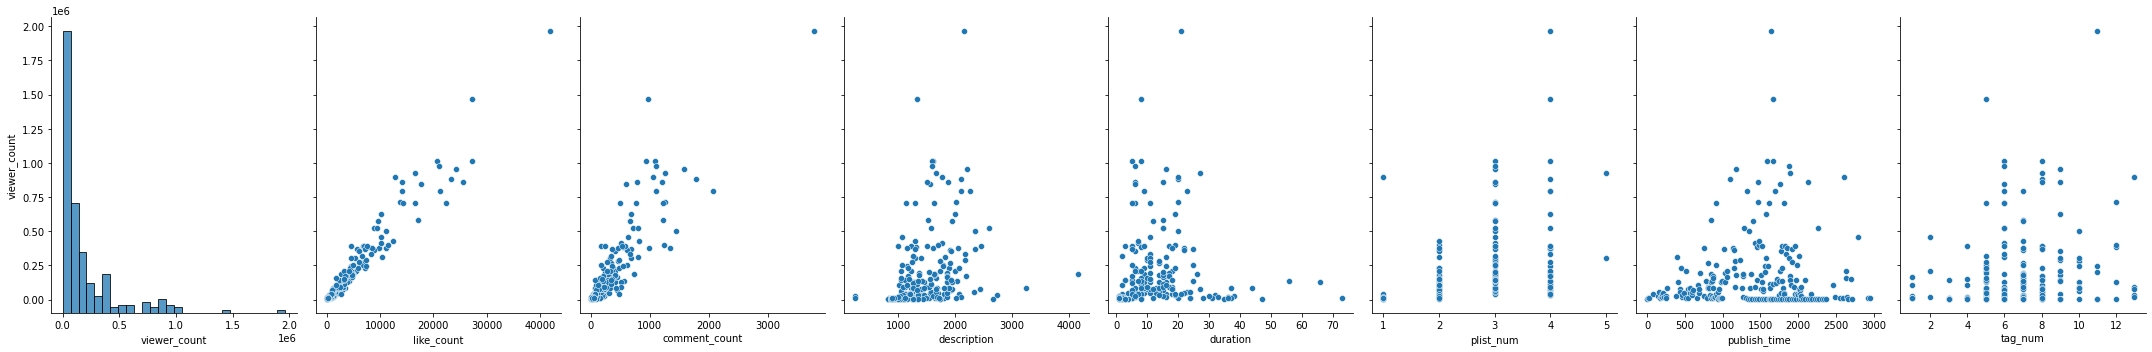 1e6
2.00
1.75
1.50
1.25
1.00
0.75
0.50
0.25
0.00
viewer_count
0.0 0.5 1.0 1.5 2.0
viewer_count 1e6
0 10000 20000 30000 40000
like_count
0 1000 2000 3000
comment_count
1000 2000 3000 4000
description
0 10 20 30 40 50 60 70
duration
1 2 3 4 5
plist_num
0 500 1000 1500 2000 2500 3000
publish_time
2 4 6 8 10 12
tag_num